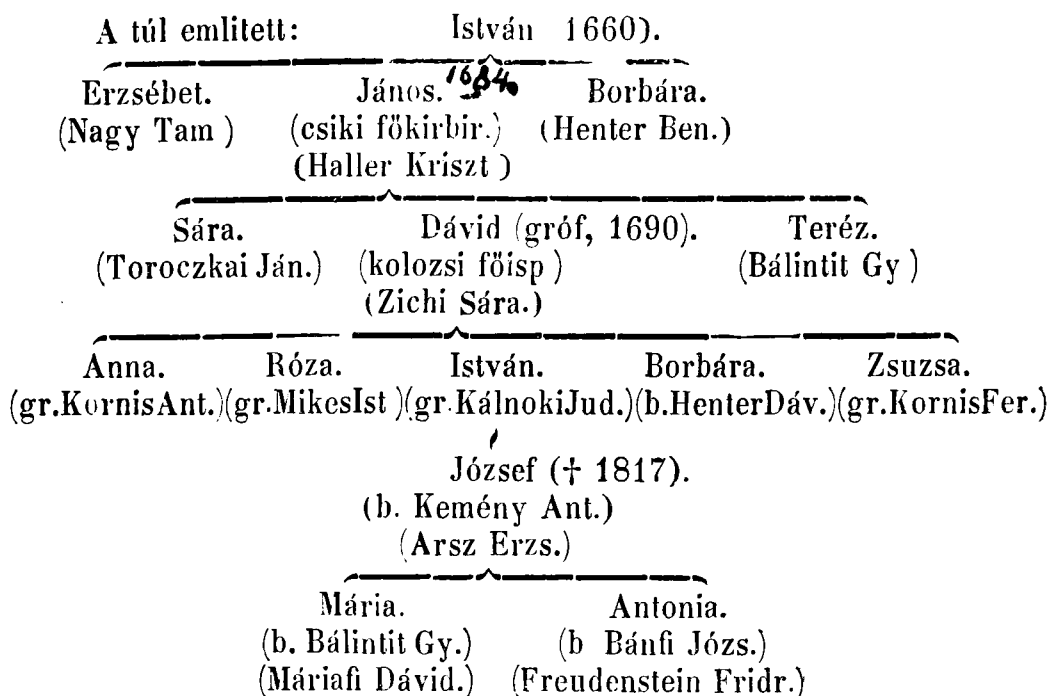 A túl emlitett: István 1660).
Erzsébet. János. 1684. Borbára.
(Nagy Tam ) (csiki főkirbir.) (Henter Ben.)
(Haller Kriszt )
Sára. Dávid (gróf, 1690). Teréz.
(Toroczkai Ján.) (kolozsi főisp ) (Bálintit Gy )
(Zichi Sára.)
Anna. Róza. István. Borbára. Zsuzsa.
(gr.KornisAnt.)(gr.MikesIst )(gr.KálnokiJud.)(b.HenterDáv.)(gr.KornisFer.)
József († 1817).
(b. Kemény Ant.)
(Arsz Erzs.)
Mária. Antonia.
(b. Bálintit Gy.) (b Bánfi Józs.)
(Máriafi Dávid.) (Freudenstein Fridr.)